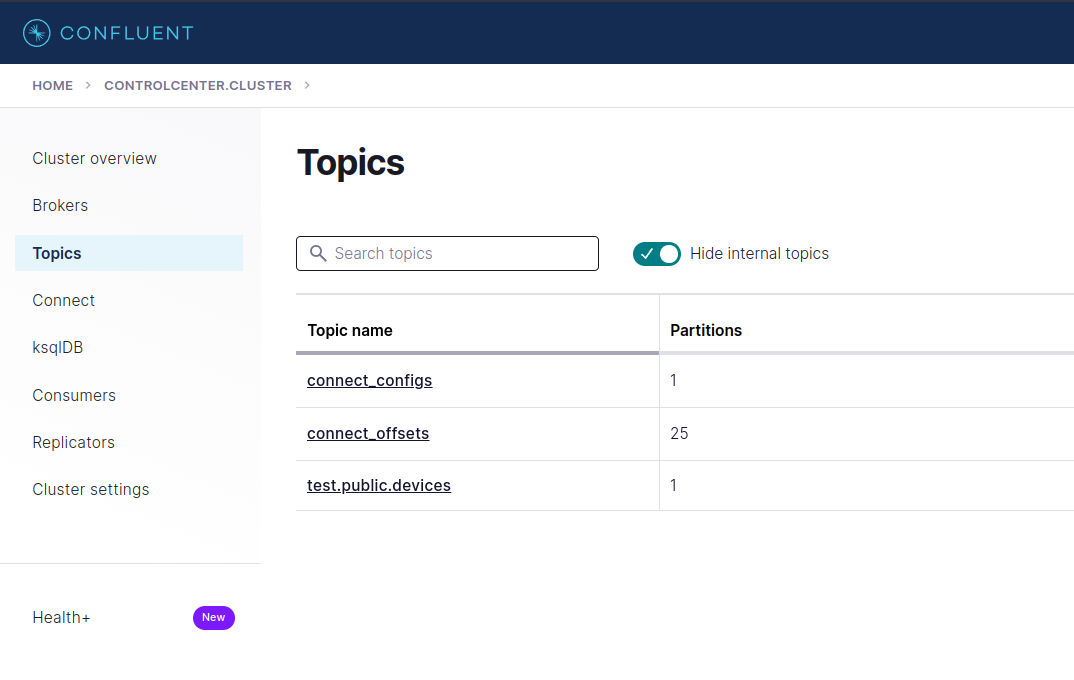 CONFLUENT
HOME > CONTROLCENTER.CLUSTER >
Cluster overview
Brokers
Topics
Connect
ksqlDB
Consumers
Replicators
Cluster settings
Health+ New
Topics
Search topics Hide internal topics
Topic name Partitions
connect_configs 1
connect_offsets 25
test.public.devices 1